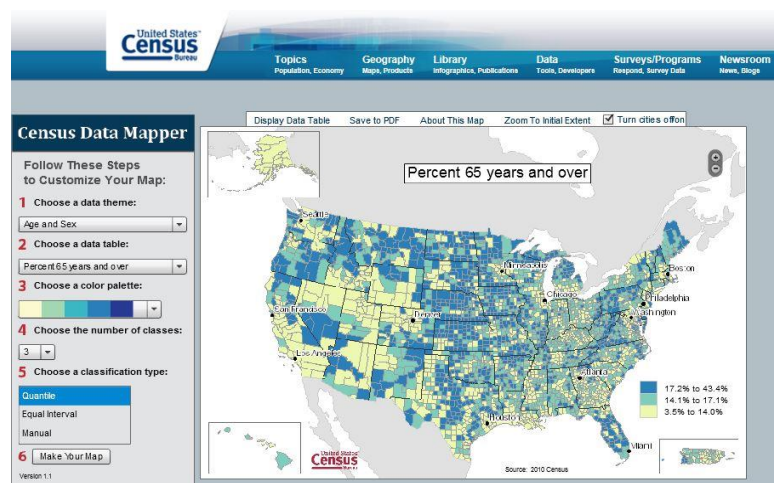 United States™
Census
Bureau
Topics
Population, Economy
Geography
Maps, Products
Library
Infographics, Publications
Data
Tools, Developers
Surveys/Programs
Respond, Survey Data
Newsroom
News, Blogs
Display Data Table
Save to PDF
About This Map
Zoom To Initial Extent
Turn cities offon
Census Data Mapper
Follow These Steps
to Customize Your Map:
1 Choose a data theme:
Age and Sex
2 Choose a data table:
Percent 65 years and over
3 Choose a color palette:
4 Choose the number of classes:
3
5 Choose a classification type:
Quantile
Equal Interval
Manual
6 Make Your Map
Version 1.1
Percent 65 years and over
Seattle
Minneapolis
Boston
Chicago
Philadelphia
San Francisco
Denver
Washington
Los Angeles
Atlanta
Houston
Miami
17.2% to 43.4%
14.1% to 17.1%
3.5% to 14.0%
United States
Census
Bureau
Source: 2010 Census